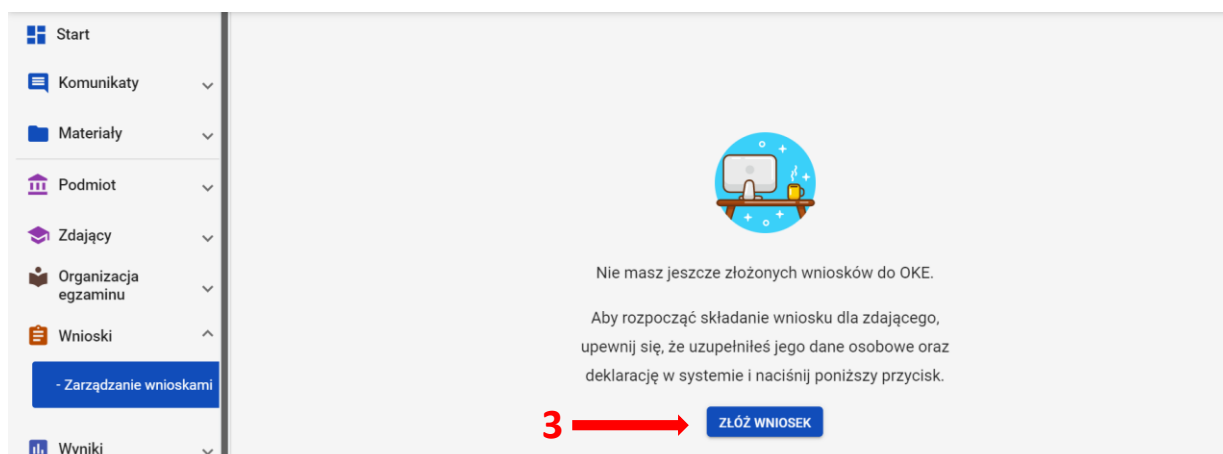 Start
Komunikaty
Materiały
Podmiot
Zdający
Organizacja
egzaminu
Wnioski
- Zarządzanie wnioskami
Wyniki
Nie masz jeszcze złożonych wniosków do OKE.
Aby rozpocząć składanie wniosku dla zdającego,
upewnij się, że uzupełniłeś jego dane osobowe oraz
deklarację w systemie i naciśnij poniższy przycisk.
3
ZŁÓŻ WNIOSEK